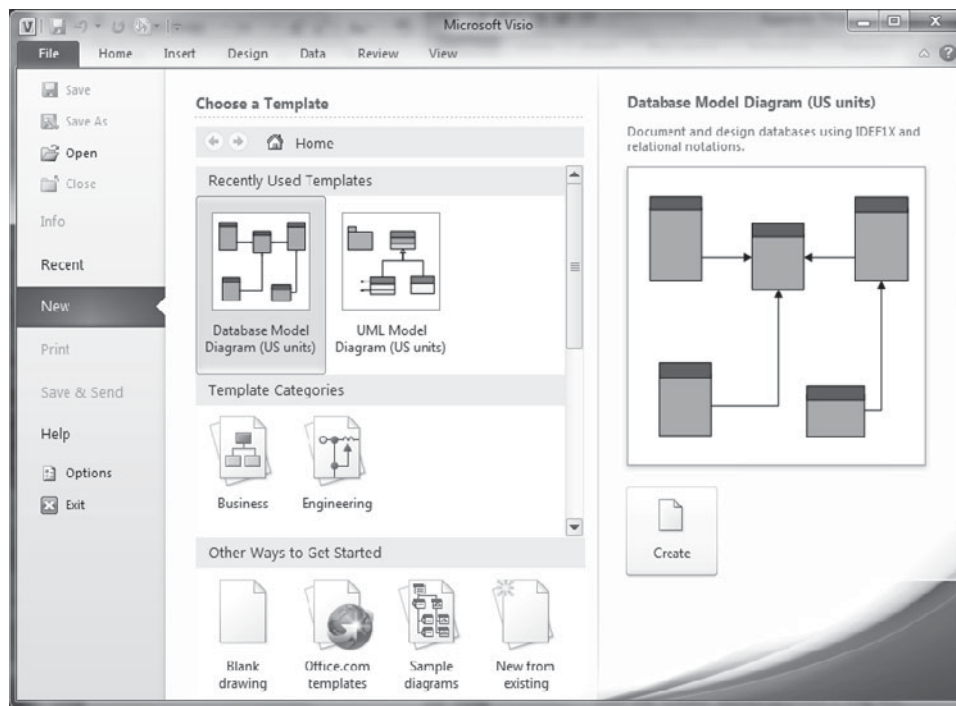 Microsoft Visio
File Home Insert Design Data Review View
Save
Save As
Open
Close
Info
Recent
New
Print
Save & Send
Help
Options
Exit
Choose a Template
Home
Recently Used Templates
Database Model
Diagram (US units)
UML Model
Diagram (US units)
Template Categories
Business
Engineering
Other Ways to Get Started
Blank
drawing
Office.com
templates
Sample
diagrams
New from
existing
Database Model Diagram (US units)
Document and design databases using IDEF1X and
relational notations.
Create